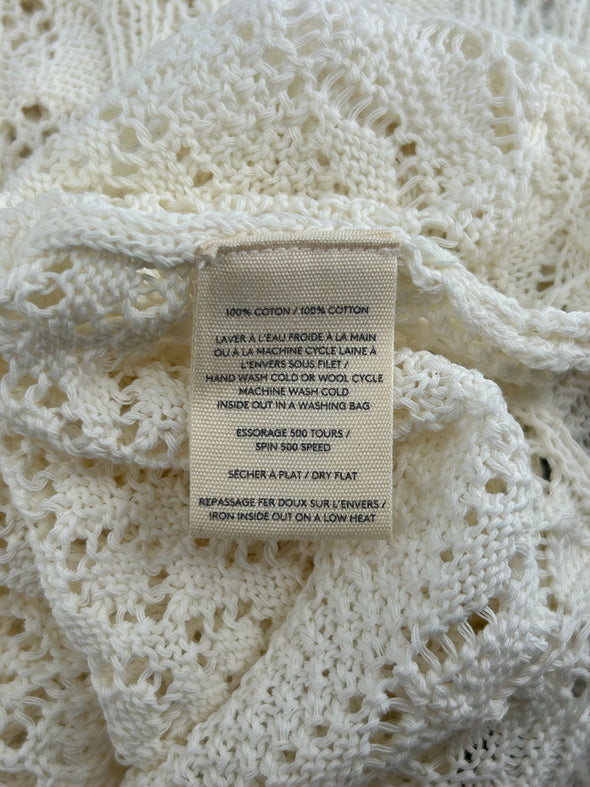 100% COTON / 100% COTTON
LAVER À L'EAU FROIDE À LA MAIN
OU À LA MACHINE CYCLE LAINE À
L'ENVERS SOUS FILET /
HAND WASH COLD OR WOOL CYCLE
MACHINE WASH COLD
INSIDE OUT IN A WASHING BAG
ESSORAGE 500 TOURS /
SPIN 500 SPEED
SÉCHER À PLAT / DRY FLAT
REPASSAGE FER DOUX SUR L'ENVERS /
IRON INSIDE OUT ON A LOW HEAT